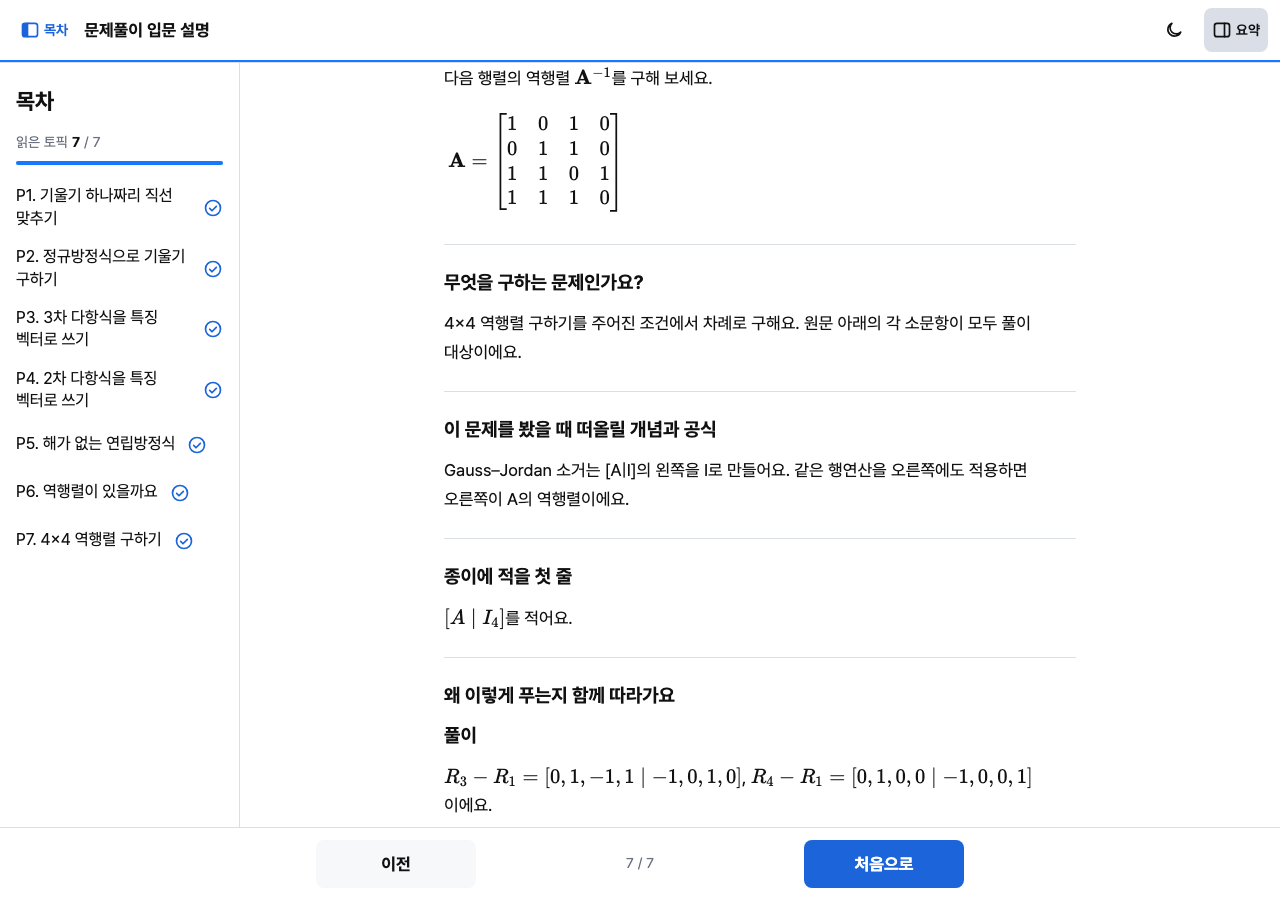 목차 문제풀이 입문 설명 요약
목차
읽은 토픽 7 / 7
P1. 기울기 하나짜리 직선
맞추기
P2. 정규방정식으로 기울기
구하기
P3. 3차 다항식을 특징
벡터로 쓰기
P4. 2차 다항식을 특징
벡터로 쓰기
P5. 해가 없는 연립방정식
P6. 역행렬이 있을까요
P7. 4×4 역행렬 구하기
다음 행렬의 역행렬 A⁻¹를 구해 보세요.
A =
1 0 1 0
0 1 1 0
1 1 0 1
1 1 1 0
무엇을 구하는 문제인가요?
4×4 역행렬 구하기를 주어진 조건에서 차례로 구해요. 원문 아래의 각 소문항이 모두 풀이
대상이에요.
이 문제를 봤을 때 떠올릴 개념과 공식
Gauss–Jordan 소거는 [A|I]의 왼쪽을 I로 만들어요. 같은 행연산을 오른쪽에도 적용하면
오른쪽이 A의 역행렬이에요.
종이에 적을 첫 줄
[A | I₄]를 적어요.
왜 이렇게 푸는지 함께 따라가요
풀이
R₃ − R₁ = [0, 1, −1, 1 | −1, 0, 1, 0], R₄ − R₁ = [0, 1, 0, 0 | −1, 0, 0, 1]
이에요.
이전 7 / 7 처음으로